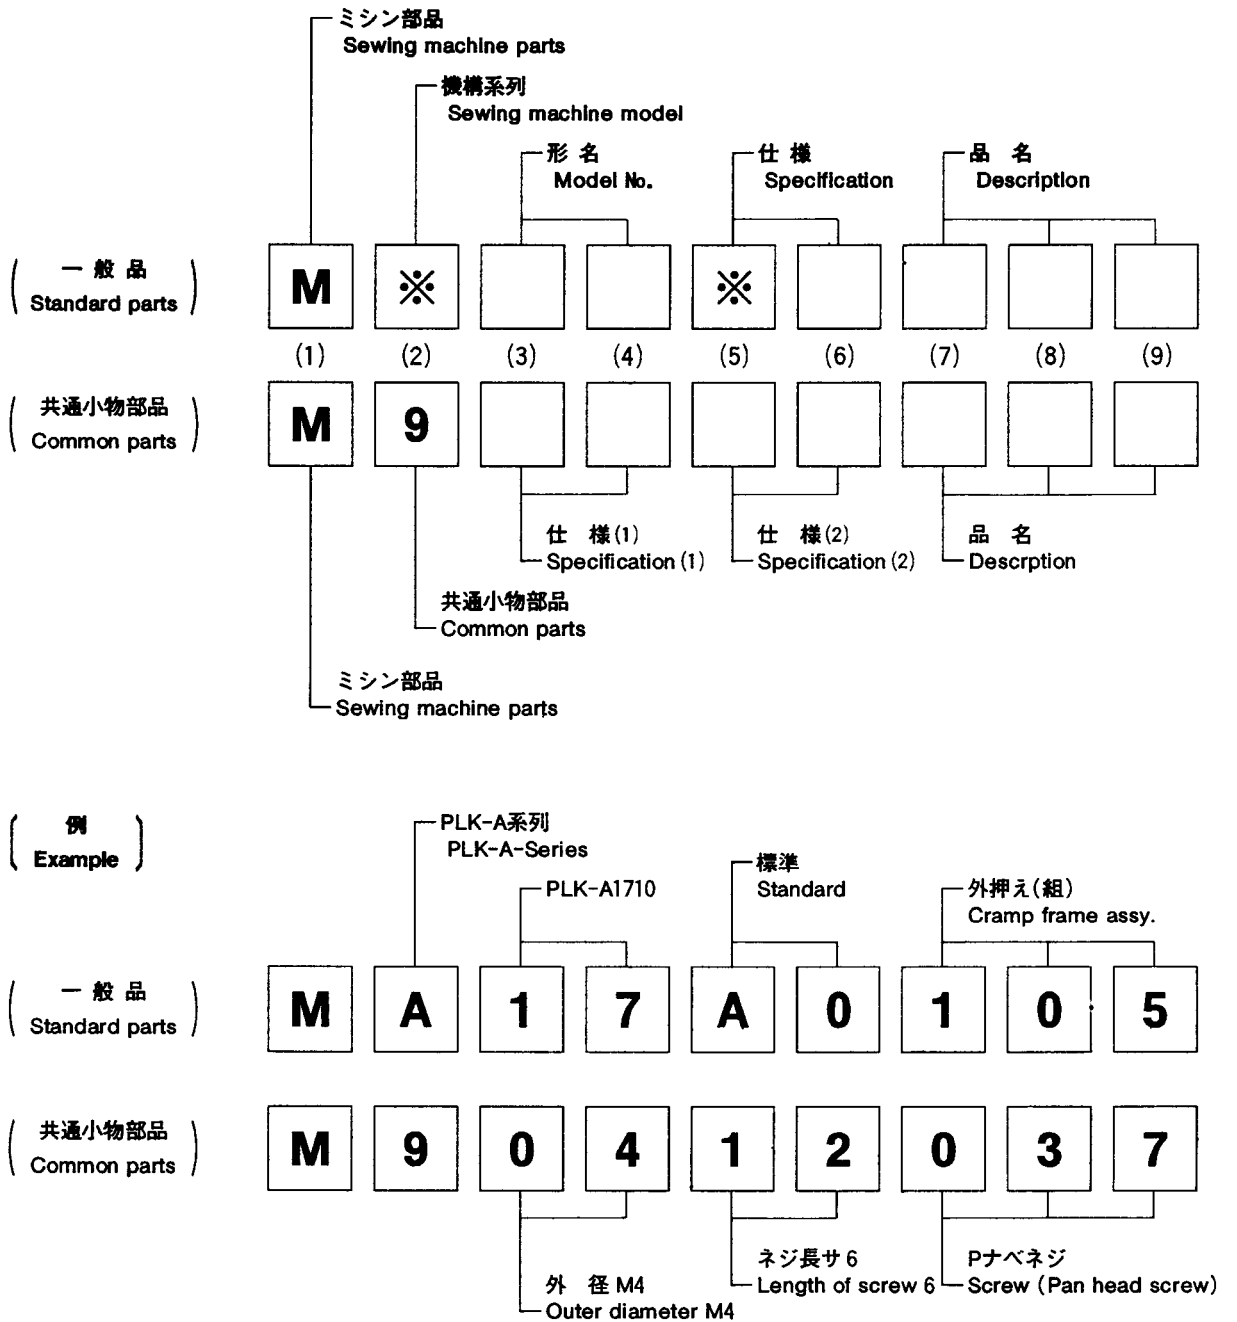 ミシン部品
Sewing machine parts
機構系列
Sewing machine model
形 名
Model No.
仕 様
Specification
品 名
Description
一 般 品
Standard parts
M ※ ※
(1) (2) (3) (4) (5) (6) (7) (8) (9)
共通小物部品
Common parts
M 9
仕 様(1)
Specification (1)
仕 様(2)
Specification (2)
品 名
Descrption
共通小物部品
Common parts
ミシン部品
Sewing machine parts
例
Example
PLK-A系列
PLK-A-Series
PLK-A1710
標準
Standard
外押え(組)
Cramp frame assy.
一 般 品
Standard parts
M A 1 7 A 0 1 0 5
共通小物部品
Common parts
M 9 0 4 1 2 0 3 7
外 径 M4
Outer diameter M4
ネジ長サ 6
Length of screw 6
Pナベネジ
Screw (Pan head screw)